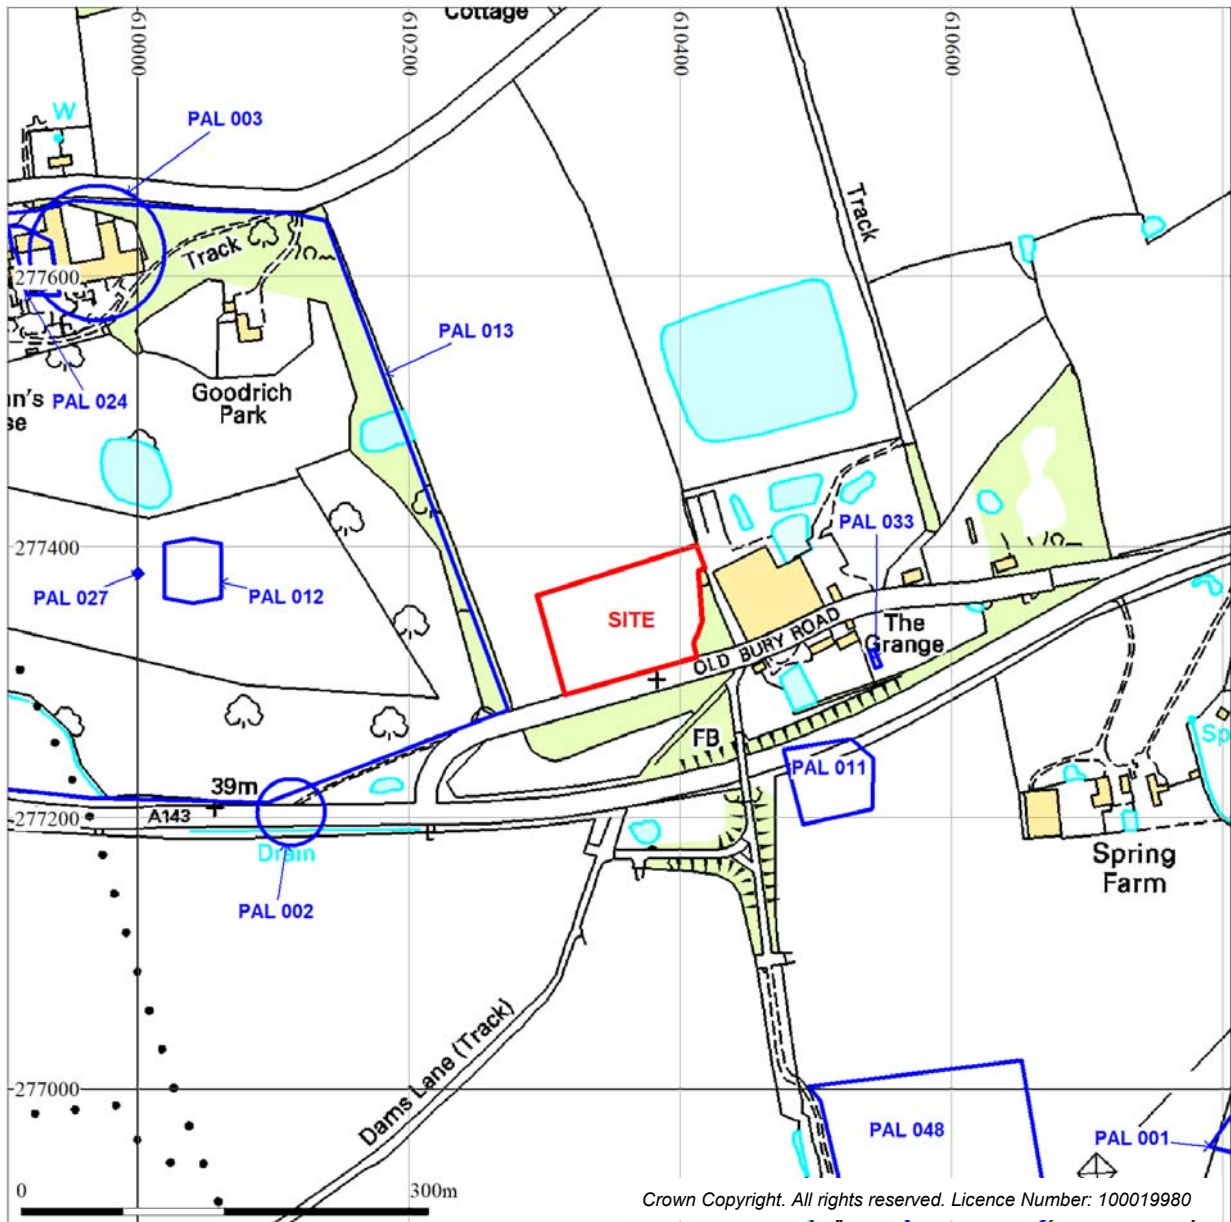 Cottage
610000
610200
610400
610600
W
PAL 003
Track
Track
277600
PAL 013
Goodrich
Park
PAL 024
PAL 033
277400
PAL 027
PAL 012
SITE
OLD BURY ROAD
The
Grange
FB
PAL 011
39m
A143
277200
Drain
PAL 002
Spring
Farm
Dams Lane (Track)
277000
PAL 048
PAL 001
0
300m
Crown Copyright. All rights reserved. Licence Number: 100019980